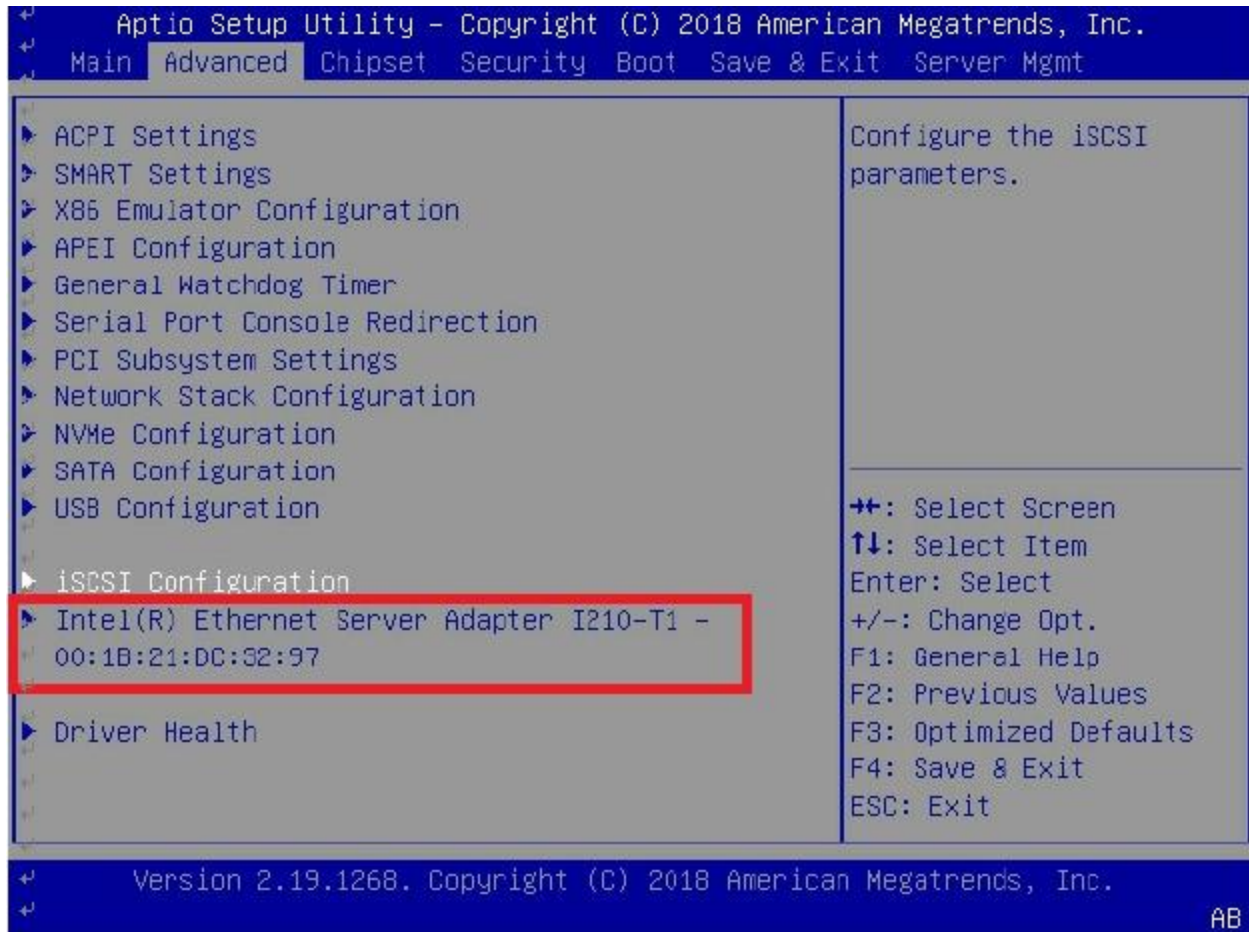 Aptio Setup Utility – Copyright (C) 2018 American Megatrends, Inc.
Main Advanced Chipset Security Boot Save & Exit Server Mgmt
ACPI Settings
SMART Settings
X86 Emulator Configuration
APEI Configuration
General Watchdog Timer
Serial Port Console Redirection
PCI Subsystem Settings
Network Stack Configuration
NVMe Configuration
SATA Configuration
USB Configuration
iSCSI Configuration
Intel(R) Ethernet Server Adapter I210-T1 –
00:1B:21:DC:32:97
Driver Health
Configure the iSCSI
parameters.
→←: Select Screen
↑↓: Select Item
Enter: Select
+/-: Change Opt.
F1: General Help
F2: Previous Values
F3: Optimized Defaults
F4: Save & Exit
ESC: Exit
Version 2.19.1268. Copyright (C) 2018 American Megatrends, Inc.
AB